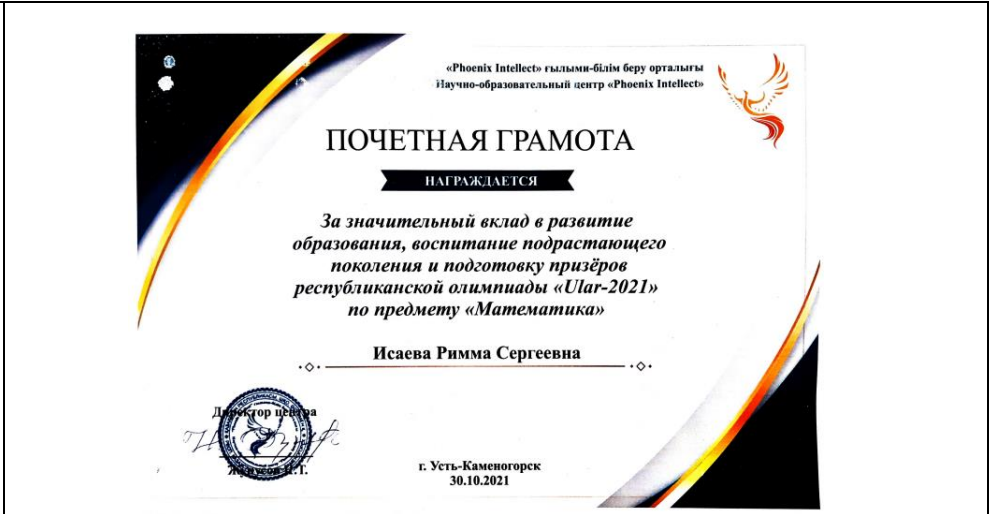 «Phoenix Intellect» ғылыми-білім беру орталығы
Научно-образовательный центр «Phoenix Intellect»
ПОЧЕТНАЯ ГРАМОТА
НАГРАЖДАЕТСЯ
За значительный вклад в развитие
образования, воспитание подрастающего
поколения и подготовку призёров
республиканской олимпиады «Ular-2021»
по предмету «Математика»
Исаева Римма Сергеевна
Директор центра
г. Усть-Каменогорск
30.10.2021